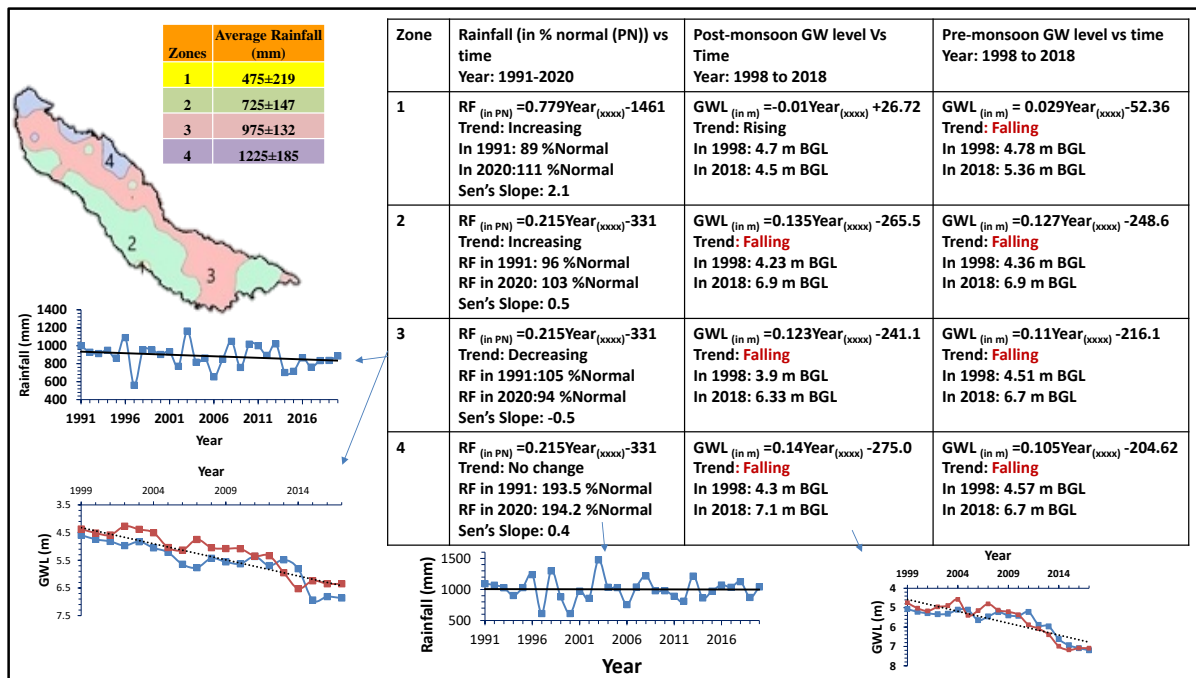 Zones Average Rainfall (mm)
1 475±219
2 725±147
3 975±132
4 1225±185
4
2
3
Rainfall (mm)
1400
1200
1000
800
600
400
1991 1996 2001 2006 2011 2016
Year
Year
1999 2004 2009 2014
GWL (m)
3.5
4.5
5.5
6.5
7.5
Zone
Rainfall (in % normal (PN)) vs
time
Year: 1991-2020
Post-monsoon GW level Vs
Time
Year: 1998 to 2018
Pre-monsoon GW level vs time
Year: 1998 to 2018
1
RF (in PN) =0.779Year(xxxx)-1461
Trend: Increasing
In 1991: 89 %Normal
In 2020:111 %Normal
Sen's Slope: 2.1
GWL (in m) =-0.01Year(xxxx) +26.72
Trend: Rising
In 1998: 4.7 m BGL
In 2018: 4.5 m BGL
GWL (in m) = 0.029Year(xxxx)-52.36
Trend: Falling
In 1998: 4.78 m BGL
In 2018: 5.36 m BGL
2
RF (in PN) =0.215Year(xxxx)-331
Trend: Increasing
RF in 1991: 96 %Normal
RF in 2020: 103 %Normal
Sen's Slope: 0.5
GWL (in m) =0.135Year(xxxx) -265.5
Trend: Falling
In 1998: 4.23 m BGL
In 2018: 6.9 m BGL
GWL (in m) =0.127Year(xxxx) -248.6
Trend: Falling
In 1998: 4.36 m BGL
In 2018: 6.9 m BGL
3
RF (in PN) =0.215Year(xxxx)-331
Trend: Decreasing
RF in 1991:105 %Normal
RF in 2020:94 %Normal
Sen's Slope: -0.5
GWL (in m) =0.123Year(xxxx) -241.1
Trend: Falling
In 1998: 3.9 m BGL
In 2018: 6.33 m BGL
GWL (in m) =0.11Year(xxxx) -216.1
Trend: Falling
In 1998: 4.51 m BGL
In 2018: 6.7 m BGL
4
RF (in PN) =0.215Year(xxxx)-331
Trend: No change
RF in 1991: 193.5 %Normal
RF in 2020: 194.2 %Normal
Sen's Slope: 0.4
GWL (in m) =0.14Year(xxxx) -275.0
Trend: Falling
In 1998: 4.3 m BGL
In 2018: 7.1 m BGL
GWL (in m) =0.105Year(xxxx) -204.62
Trend: Falling
In 1998: 4.57 m BGL
In 2018: 6.7 m BGL
Rainfall (mm)
1500
1000
500
1991 1996 2001 2006 2011 2016
Year
Year
1999 2004 2009 2014
GWL (m)
4
5
6
7
8